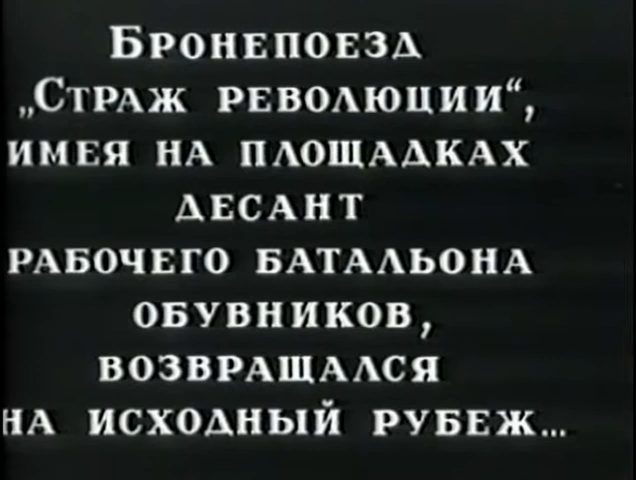 Бронепоезд
„Страж революции“,
имея на площадках
десант
рабочего батальона
обувников,
возвращался
на исходный рубеж...